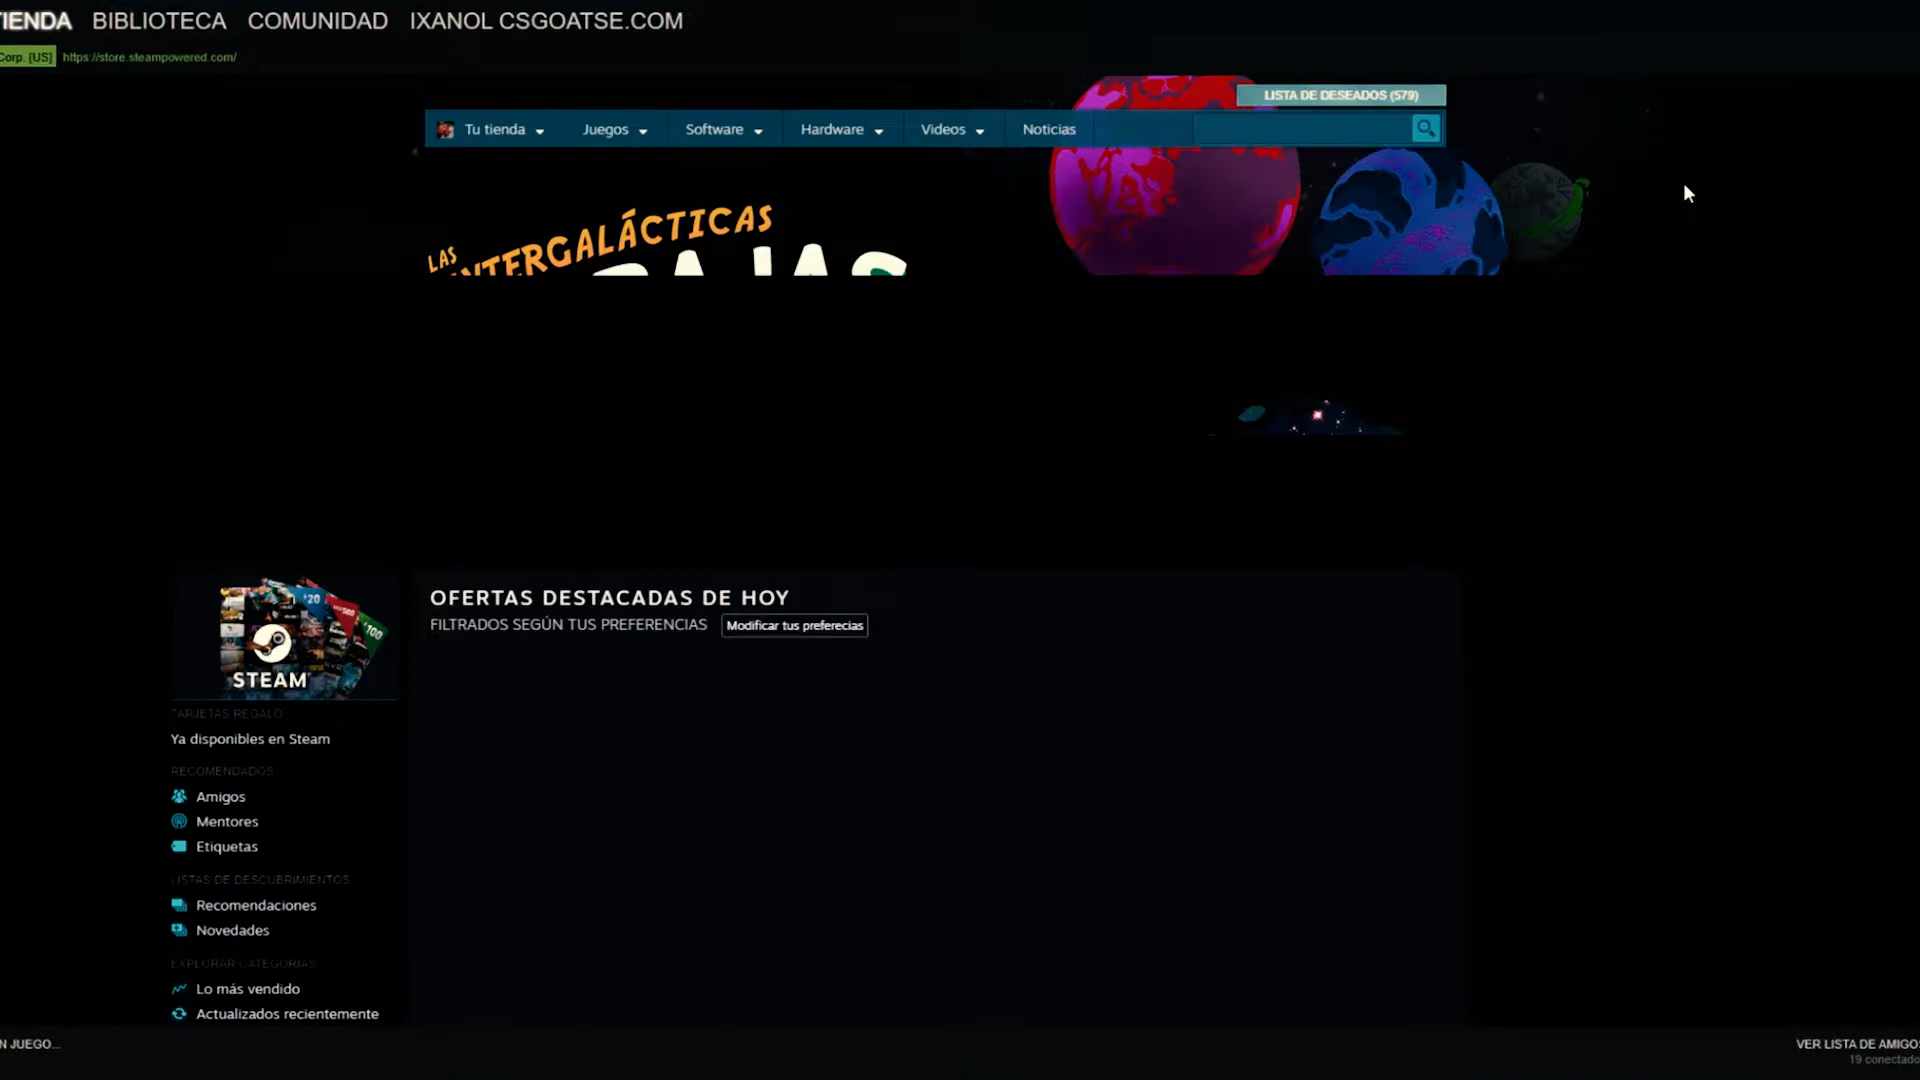 TIENDA BIBLIOTECA COMUNIDAD IXANOL CSGOATSE.COM
Corp. [US] https://store.steampowered.com/
LISTA DE DESEADOS (579)
Tu tienda Juegos Software Hardware Videos Noticias
LAS
INTERGALÁCTICAS
$20
$100
STEAM
OFERTAS DESTACADAS DE HOY
FILTRADOS SEGÚN TUS PREFERENCIAS Modificar tus preferecias
TARJETAS REGALO
Ya disponibles en Steam
RECOMENDADOS
Amigos
Mentores
Etiquetas
LISTAS DE DESCUBRIMIENTOS
Recomendaciones
Novedades
EXPLORAR CATEGORÍAS
Lo más vendido
Actualizados recientemente
N JUEGO...
VER LISTA DE AMIGOS
19 conectado